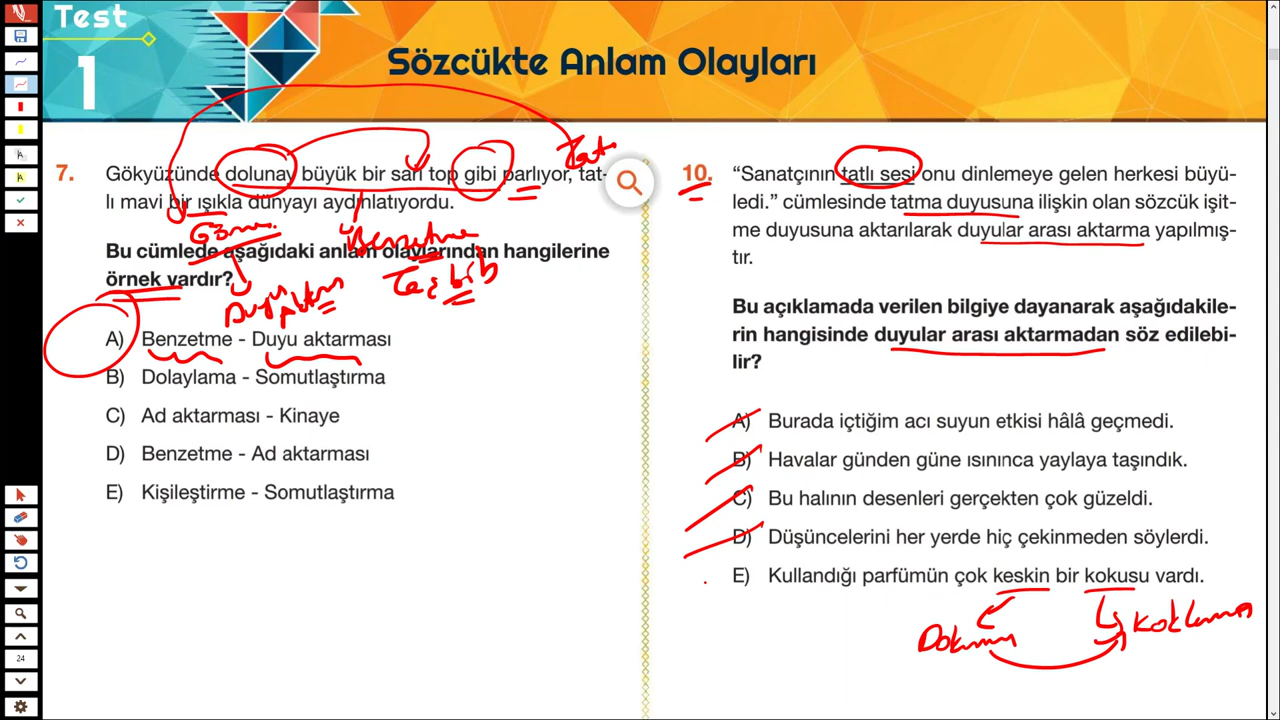 Test
1
Sözcükte Anlam Olayları
7. Gökyüzünde dolunay büyük bir sarı top gibi parlıyor, tat-
lı mavi bir ışıkla dünyayı aydınlatıyordu.
Bu cümlede aşağıdaki anlam olaylarından hangilerine
örnek vardır?
A) Benzetme - Duyu aktarması
B) Dolaylama - Somutlaştırma
C) Ad aktarması - Kinaye
D) Benzetme - Ad aktarması
E) Kişileştirme - Somutlaştırma
Tat
Görme
Benzetme
10. “Sanatçının tatlı sesi onu dinlemeye gelen herkesi büyü-
ledi.” cümlesinde tatma duyusuna ilişkin olan sözcük işit-
me duyusuna aktarılarak duyular arası aktarma yapılmış-
tır.
Bu açıklamada verilen bilgiye dayanarak aşağıdakile-
rin hangisinde duyular arası aktarmadan söz edilebi-
lir?
A) Burada içtiğim acı suyun etkisi hâlâ geçmedi.
B) Havalar günden güne ısınınca yaylaya taşındık.
C) Bu halının desenleri gerçekten çok güzeldi.
D) Düşüncelerini her yerde hiç çekinmeden söylerdi.
E) Kullandığı parfümün çok keskin bir kokusu vardı.
Dokunma
Koklama
24